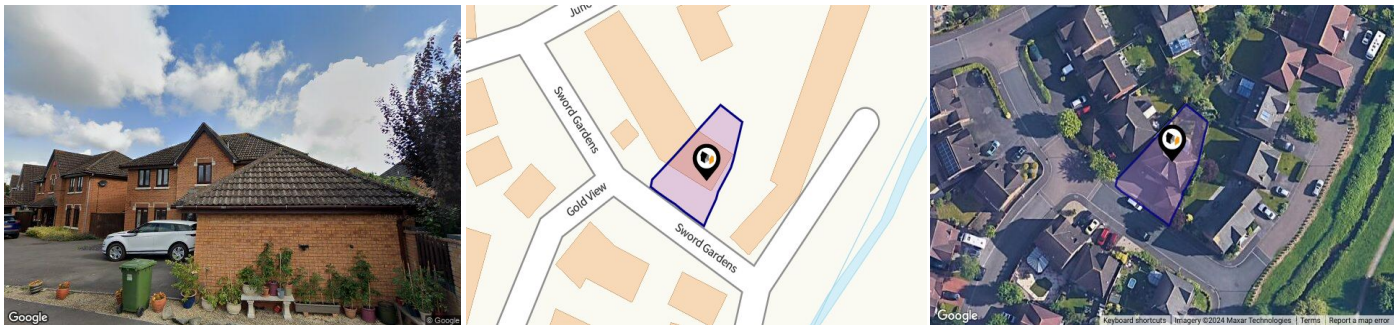 Google
© Google
June
Sword Gardens
Gold View
Sword Gardens
Google
Keyboard shortcuts
Imagery ©2024 Maxar Technologies
Terms
Report a map error